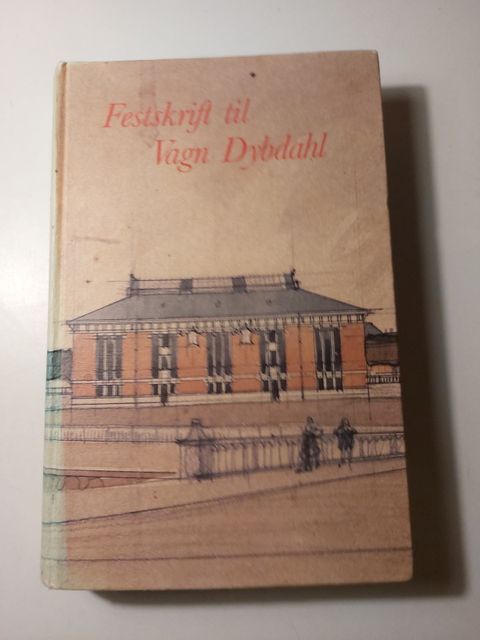 Festskrift til
Vagn Dybdahl